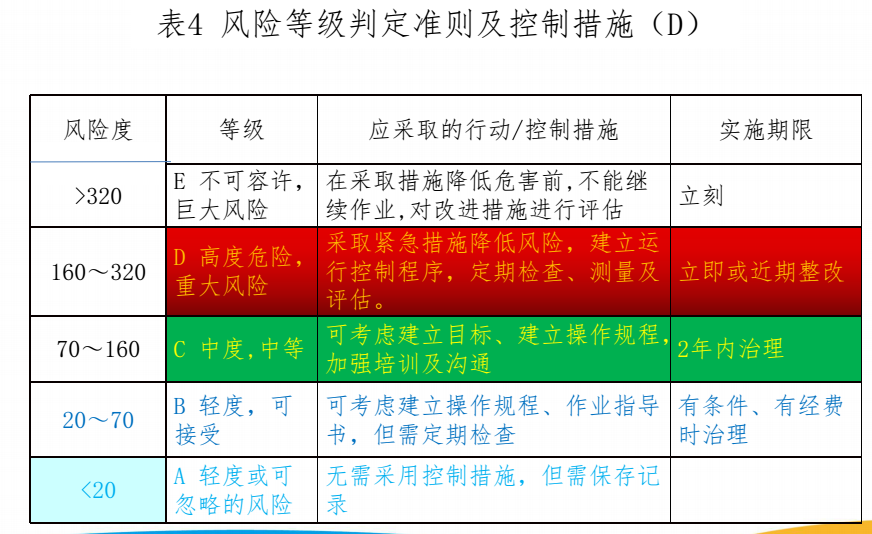 表4 风险等级判定准则及控制措施（D）
风险度
等级
应采取的行动/控制措施
实施期限
>320
E 不可容许，
巨大风险
在采取措施降低危害前,不能继
续作业,对改进措施进行评估
立刻
160～320
D 高度危险，
重大风险
采取紧急措施降低风险，建立运
行控制程序，定期检查、测量及
评估。
立即或近期整改
70～160
C 中度,中等
可考虑建立目标、建立操作规程，
加强培训及沟通
2年内治理
20～70
B 轻度，可
接受
可考虑建立操作规程、作业指导
书，但需定期检查
有条件、有经费
时治理
<20
A 轻度或可
忽略的风险
无需采用控制措施，但需保存记
录